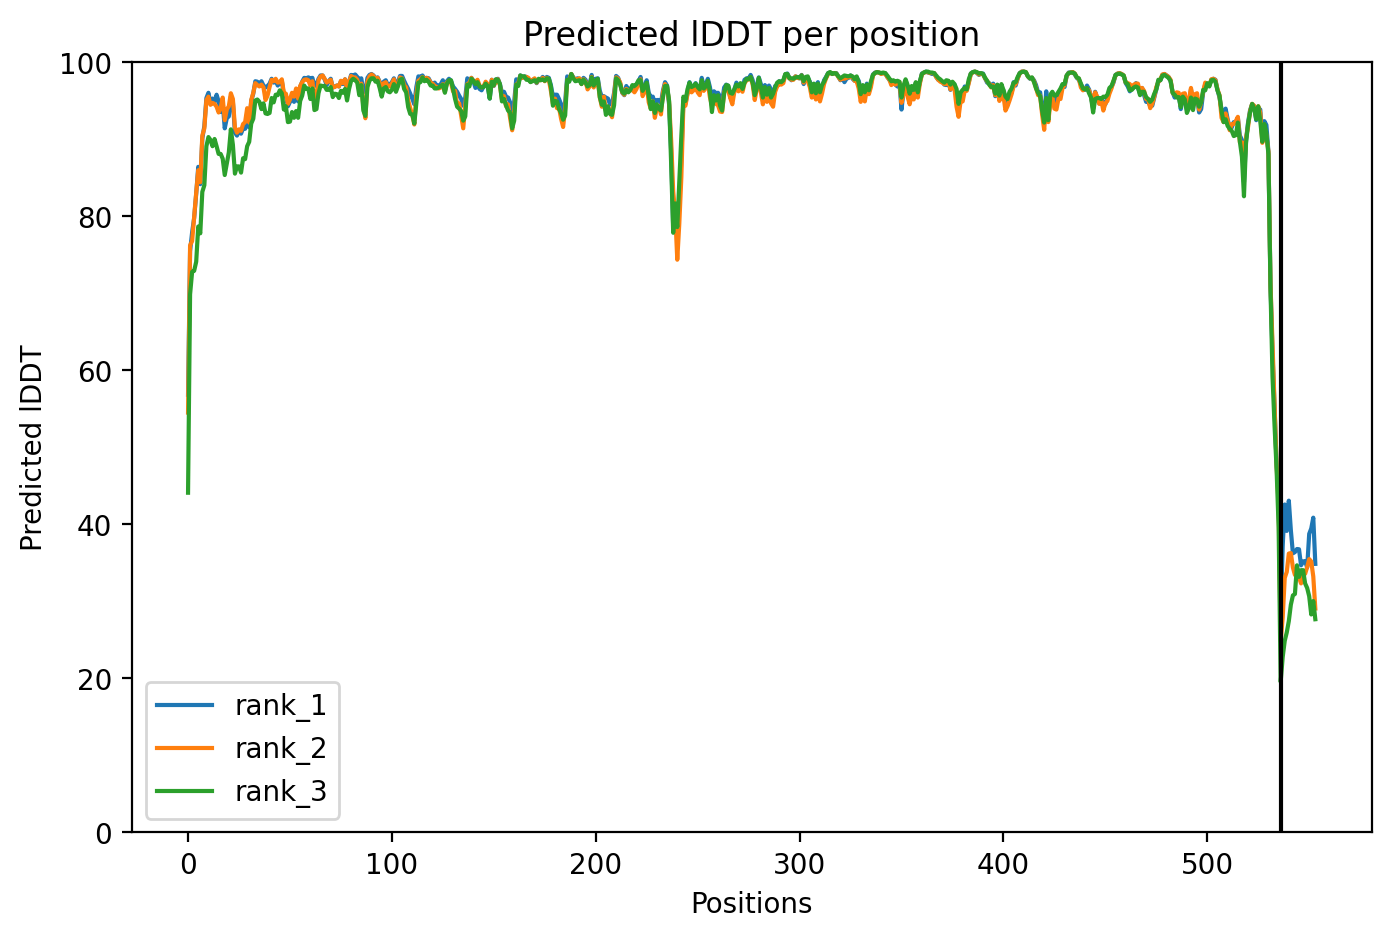 Predicted lDDT per position
100
80
60
40
20
0
Predicted lDDT
0 100 200 300 400 500
Positions
rank_1
rank_2
rank_3